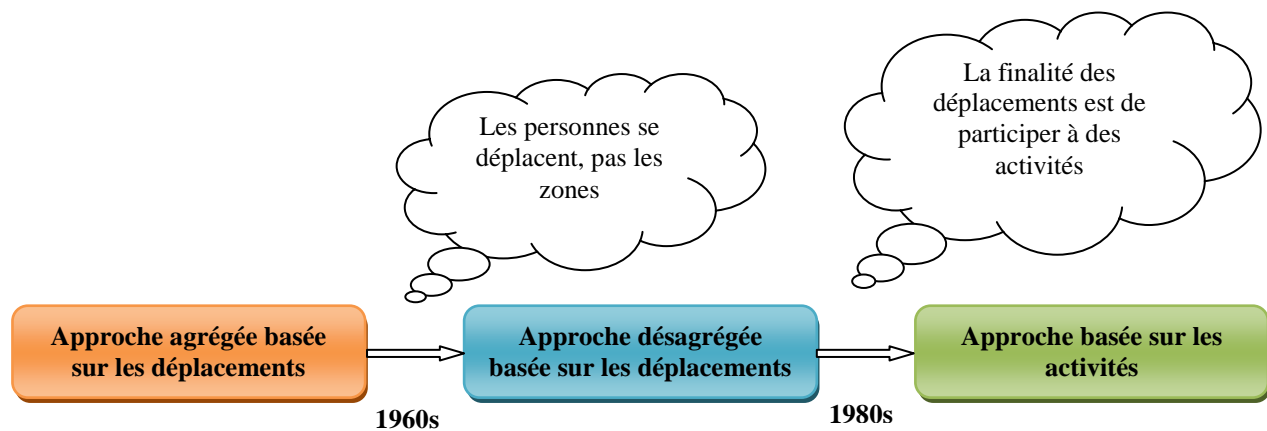 La finalité des
déplacements est de
participer à des
activités
Les personnes se
déplacent, pas les
zones
Approche agrégée basée
sur les déplacements
Approche désagrégée
basée sur les déplacements
Approche basée sur les
activités
1960s
1980s